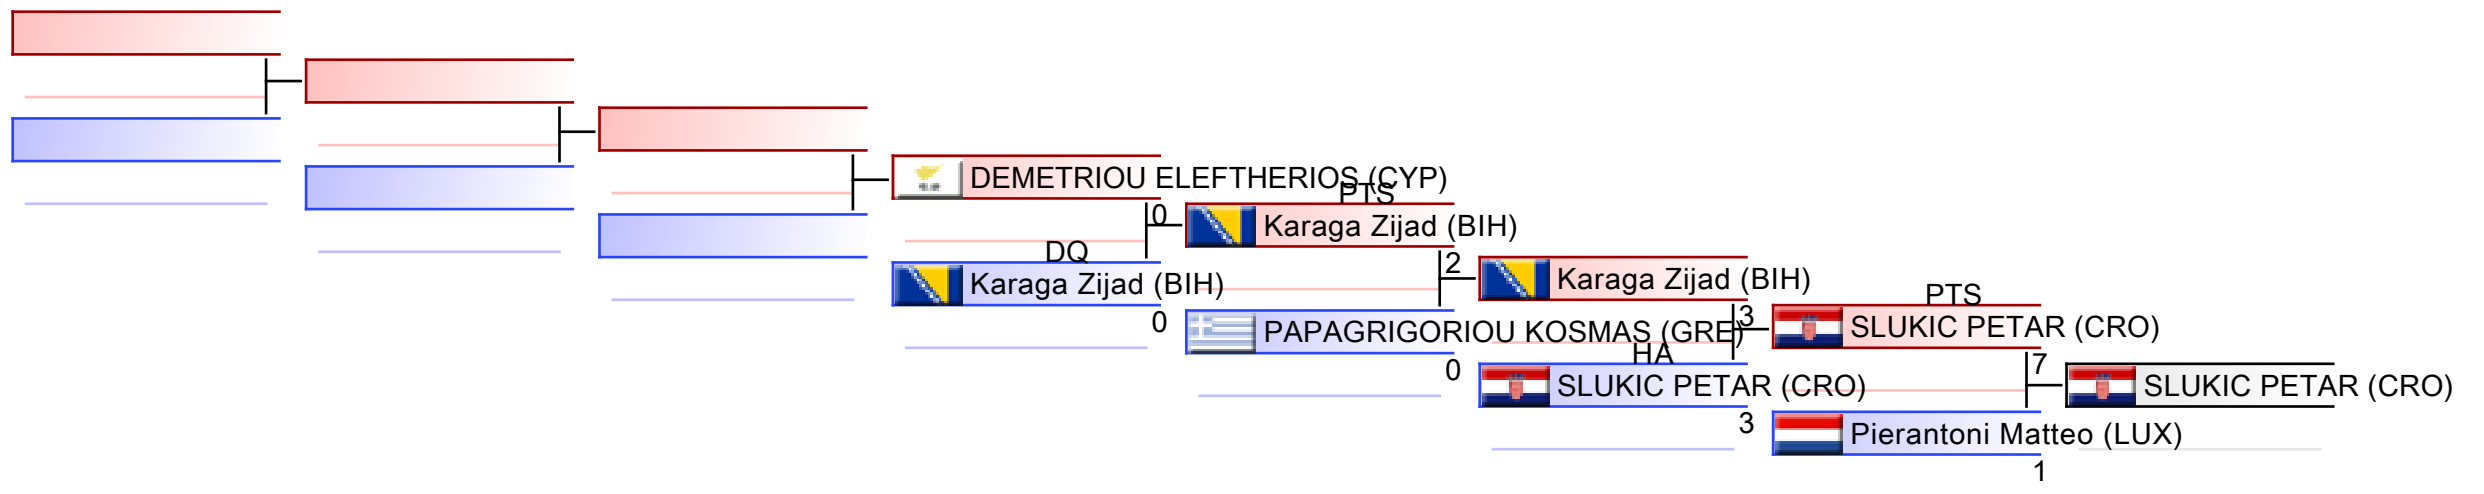 DEMETRIOU ELEFTHERIOS (CYP)
0
DQ
Karaga Zijad (BIH)
0
PTS
Karaga Zijad (BIH)
2
PAPAGRIGORIOU KOSMAS (GRE)
0
Karaga Zijad (BIH)
3
HA
SLUKIC PETAR (CRO)
3
PTS
SLUKIC PETAR (CRO)
7
Pierantoni Matteo (LUX)
1
SLUKIC PETAR (CRO)